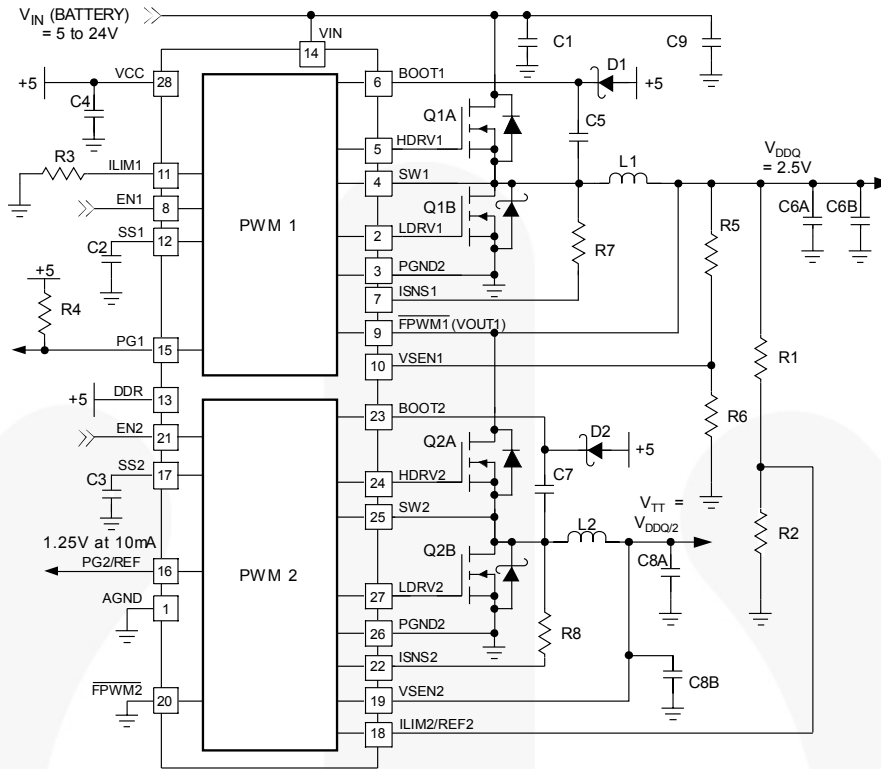 V_IN (BATTERY)
= 5 to 24V
VIN
14
C1
C9
VCC
28
+5
C4
6
BOOT1
D1
+5
Q1A
C5
5
HDRV1
R3
ILIM1
11
4
SW1
L1
V_DDQ
= 2.5V
EN1
8
PWM 1
Q1B
C6A
C6B
SS1
12
2
LDRV1
R5
C2
R7
3
PGND2
+5
7
ISNS1
R4
9
FPWM1 (VOUT1)
PG1
15
10
VSEN1
R1
DDR
13
+5
R6
23
BOOT2
EN2
21
D2
+5
Q2A
SS2
17
24
HDRV2
C7
C3
25
SW2
V_TT =
V_DDQ/2
L2
R2
1.25V at 10mA
Q2B
PG2/REF
16
PWM 2
C8A
27
LDRV2
AGND
1
26
PGND2
R8
22
ISNS2
C8B
FPWM2
20
19
VSEN2
18
ILIM2/REF2